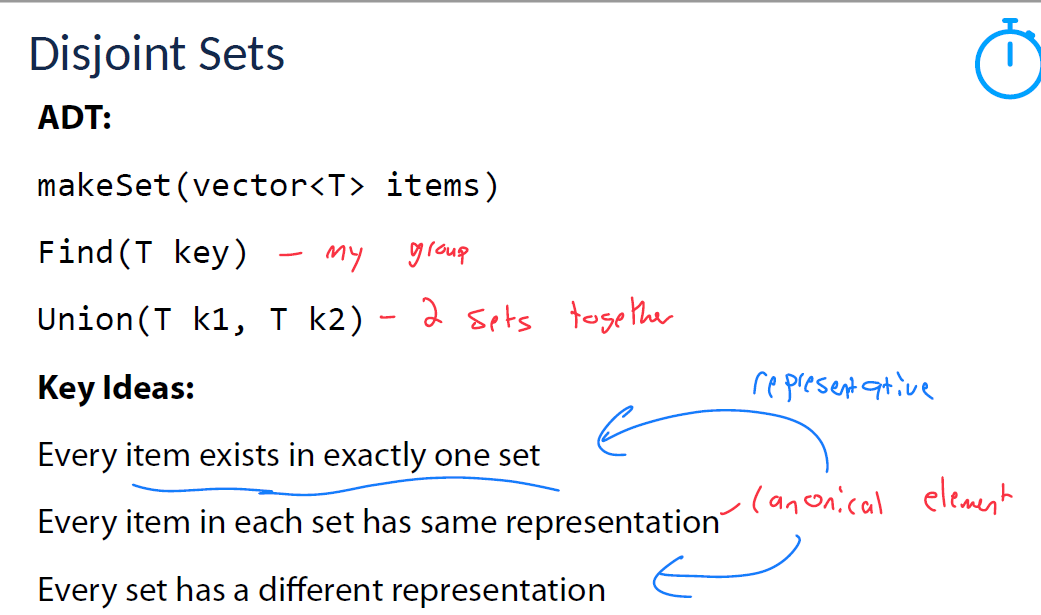 Disjoint Sets
ADT:
makeSet(vector<T> items)
Find(T key) – my group
Union(T k1, T k2) – 2 sets together
Key Ideas:
representative
Every item exists in exactly one set
Every item in each set has same representation – canonical element
Every set has a different representation